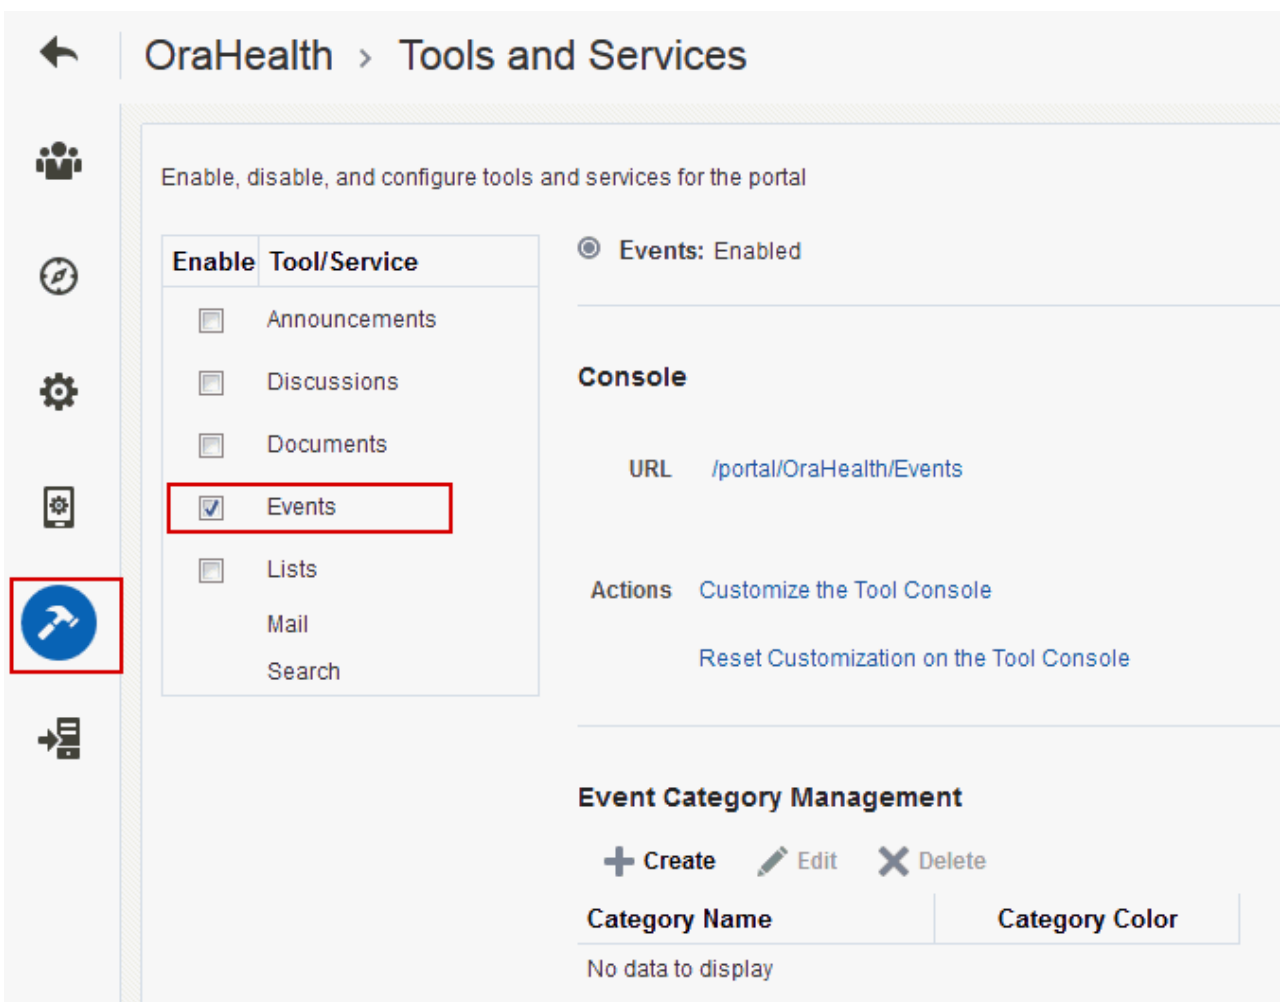 OraHealth > Tools and Services
Enable, disable, and configure tools and services for the portal
Enable Tool/Service
Announcements
Discussions
Documents
Events
Lists
Mail
Search
Events: Enabled
Console
URL /portal/OraHealth/Events
Actions Customize the Tool Console
Reset Customization on the Tool Console
Event Category Management
Create Edit Delete
Category Name Category Color
No data to display